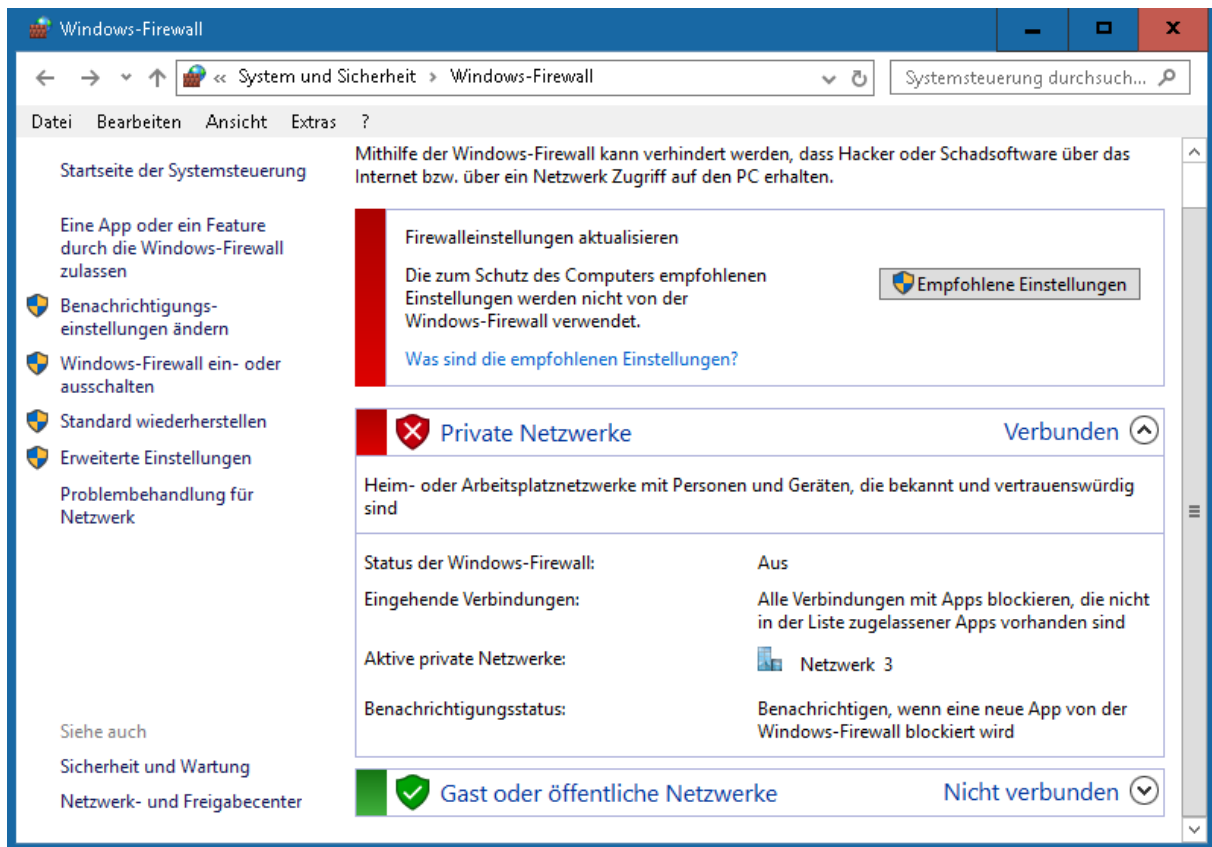 Windows-Firewall
« System und Sicherheit › Windows-Firewall
Systemsteuerung durchsuch...
Datei Bearbeiten Ansicht Extras ?
Startseite der Systemsteuerung
Eine App oder ein Feature
durch die Windows-Firewall
zulassen
Benachrichtigungs-
einstellungen ändern
Windows-Firewall ein- oder
ausschalten
Standard wiederherstellen
Erweiterte Einstellungen
Problembehandlung für
Netzwerk
Siehe auch
Sicherheit und Wartung
Netzwerk- und Freigabecenter
Mithilfe der Windows-Firewall kann verhindert werden, dass Hacker oder Schadsoftware über das
Internet bzw. über ein Netzwerk Zugriff auf den PC erhalten.
Firewalleinstellungen aktualisieren
Die zum Schutz des Computers empfohlenen
Einstellungen werden nicht von der
Windows-Firewall verwendet.
Empfohlene Einstellungen
Was sind die empfohlenen Einstellungen?
Private Netzwerke Verbunden
Heim- oder Arbeitsplatznetzwerke mit Personen und Geräten, die bekannt und vertrauenswürdig
sind
Status der Windows-Firewall: Aus
Eingehende Verbindungen: Alle Verbindungen mit Apps blockieren, die nicht
in der Liste zugelassener Apps vorhanden sind
Aktive private Netzwerke: Netzwerk 3
Benachrichtigungsstatus: Benachrichtigen, wenn eine neue App von der
Windows-Firewall blockiert wird
Gast oder öffentliche Netzwerke Nicht verbunden